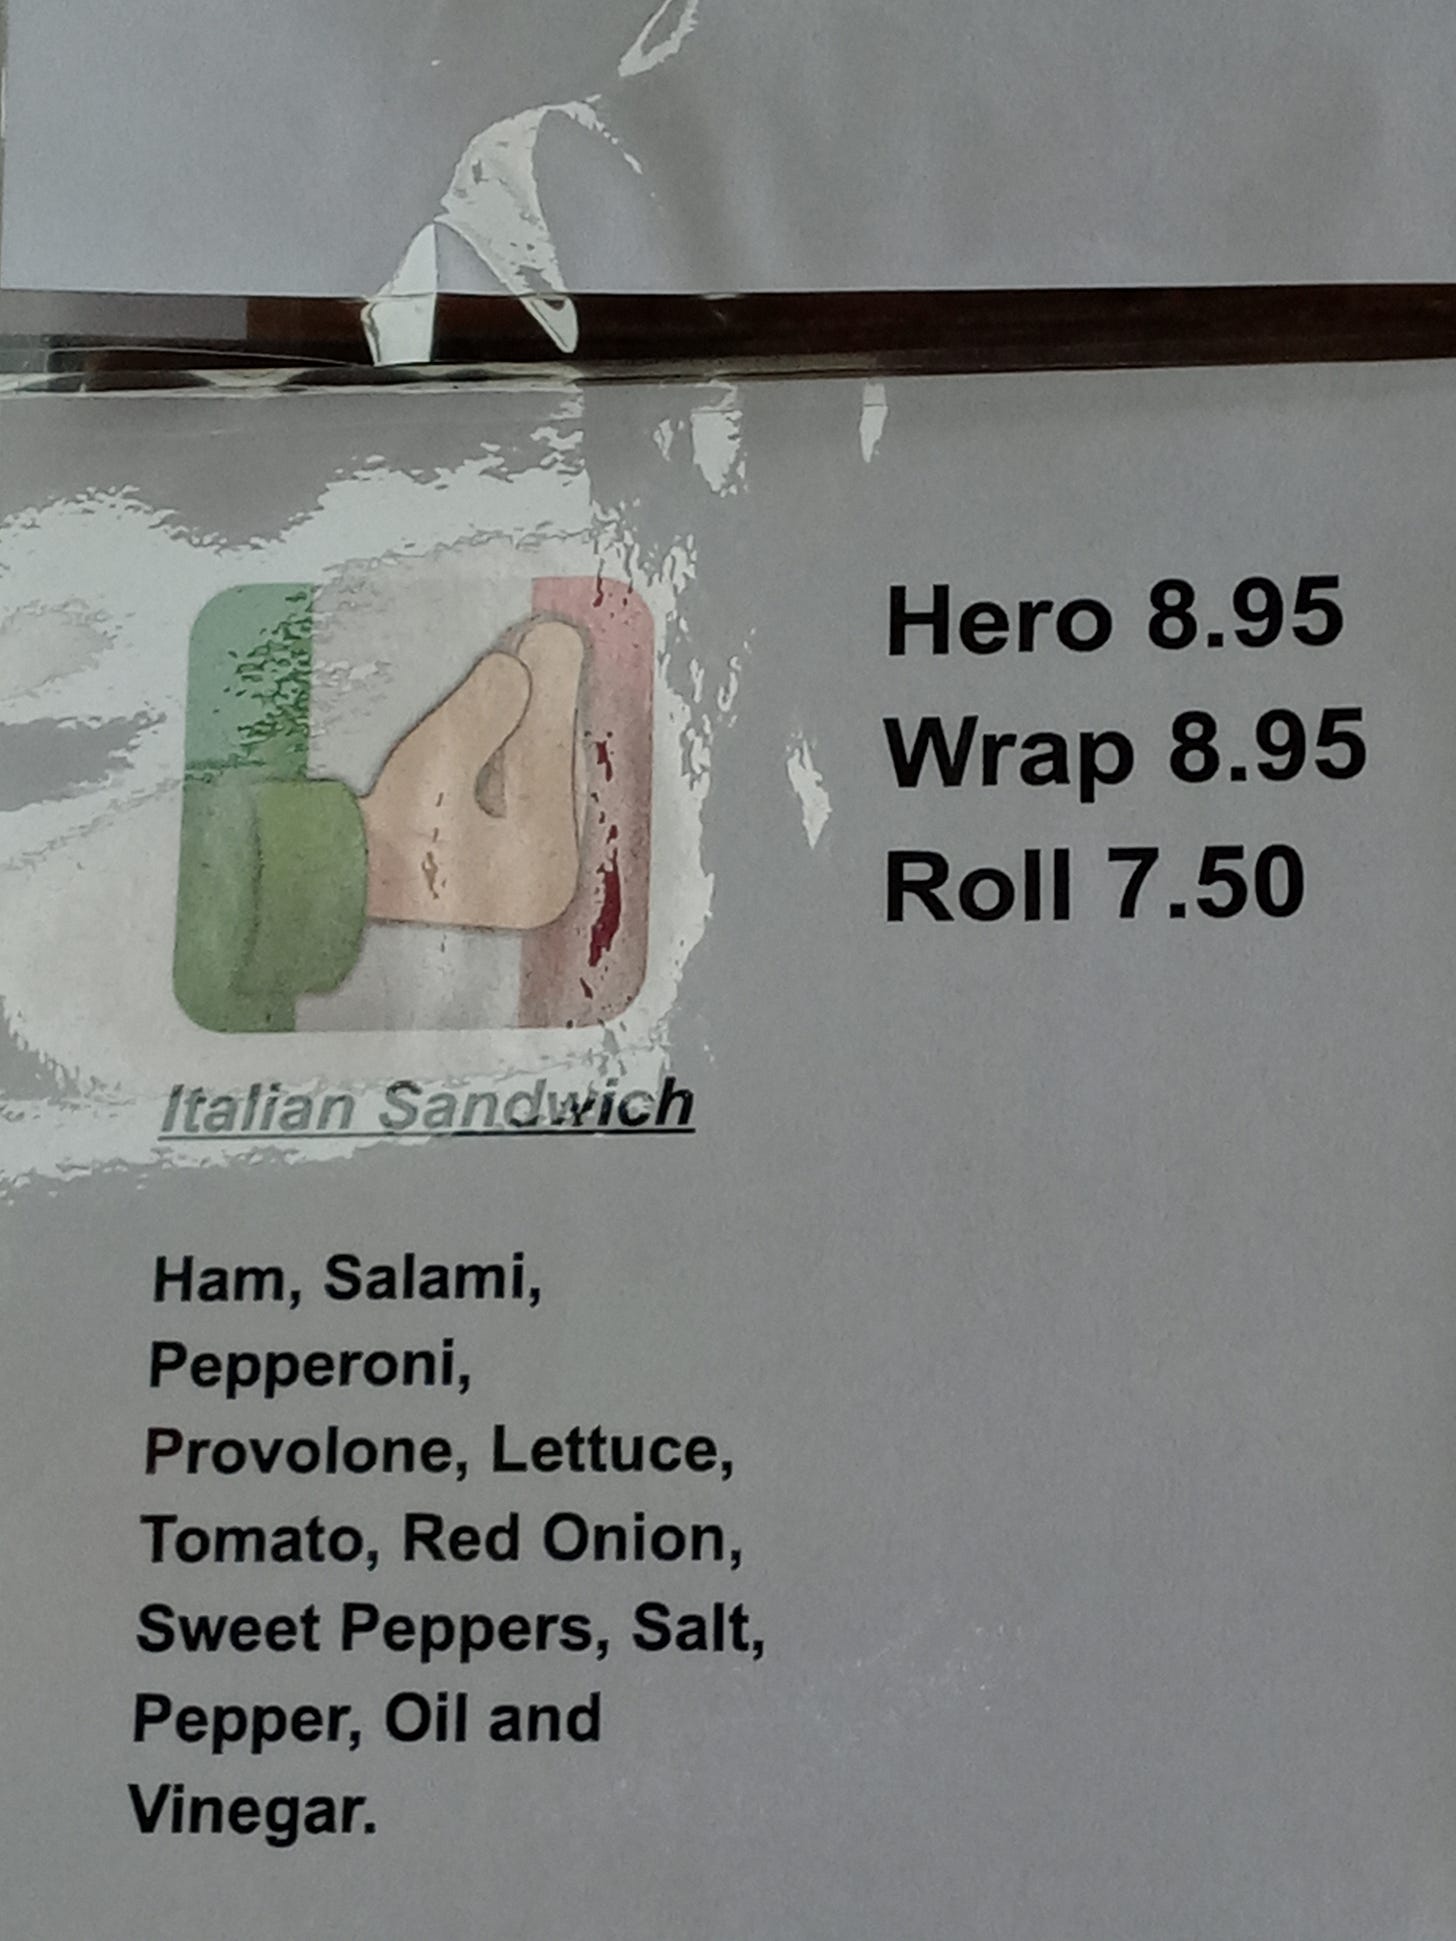 Hero 8.95
Wrap 8.95
Roll 7.50
Italian Sandwich
Ham, Salami,
Pepperoni,
Provolone, Lettuce,
Tomato, Red Onion,
Sweet Peppers, Salt,
Pepper, Oil and
Vinegar.